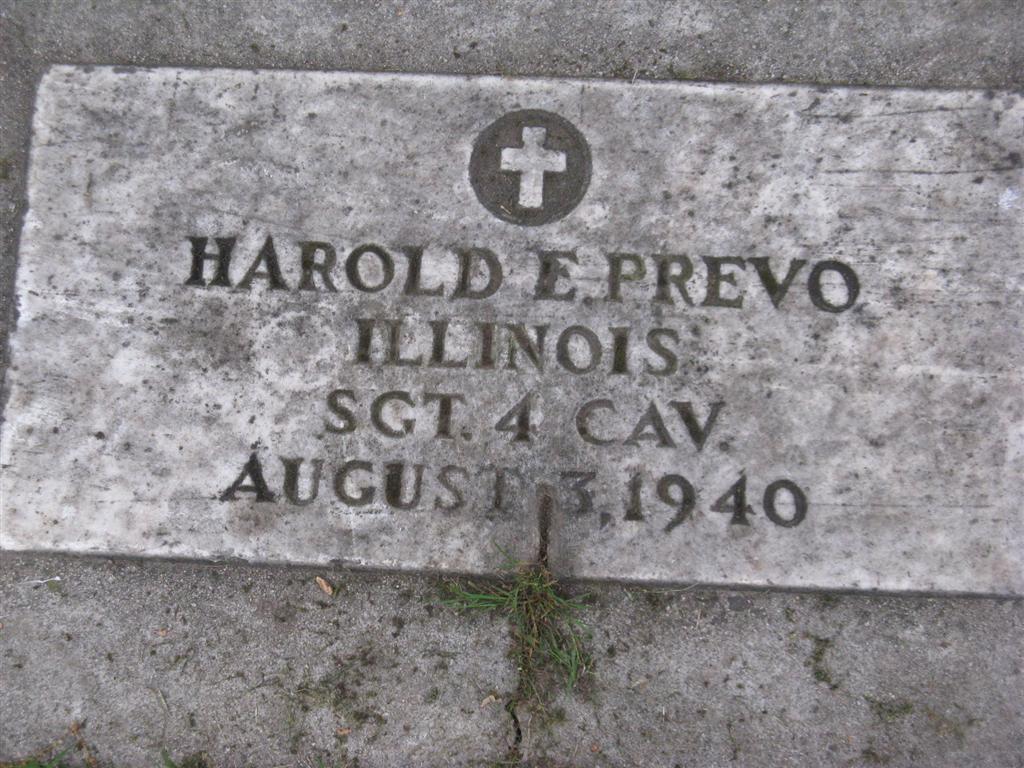 HAROLD E. PREVO
ILLINOIS
SGT. 4 CAV.
AUGUST 3, 1940